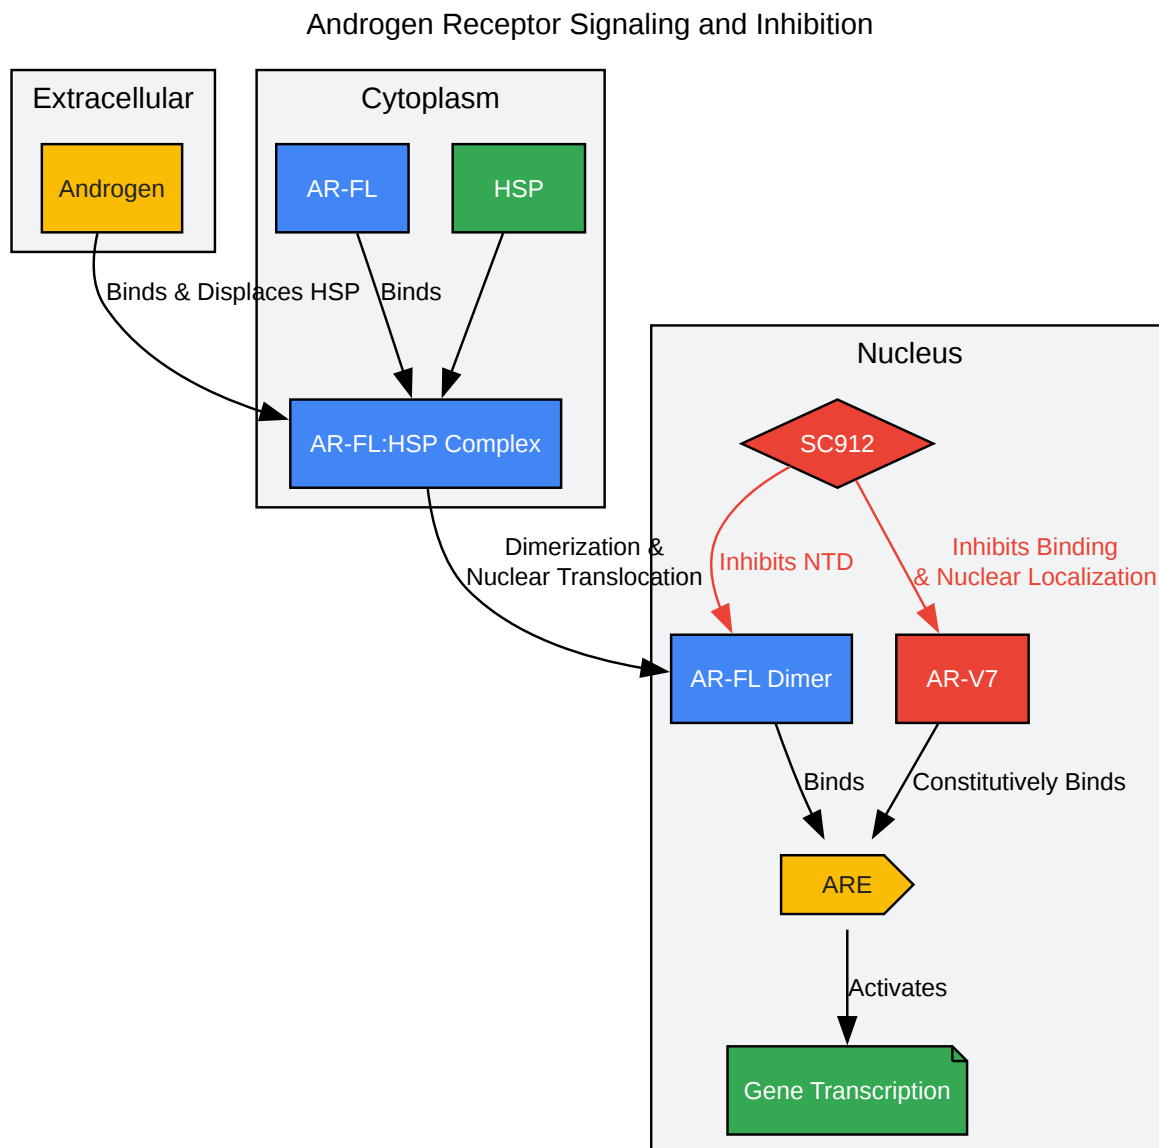 Androgen Receptor Signaling and Inhibition
Extracellular
Cytoplasm
Androgen
AR-FL
HSP
Binds & Displaces HSP
Binds
AR-FL:HSP Complex
Nucleus
SC912
Dimerization &
Nuclear Translocation
Inhibits NTD
Inhibits Binding
& Nuclear Localization
AR-FL Dimer
AR-V7
Binds
Constitutively Binds
ARE
Activates
Gene Transcription